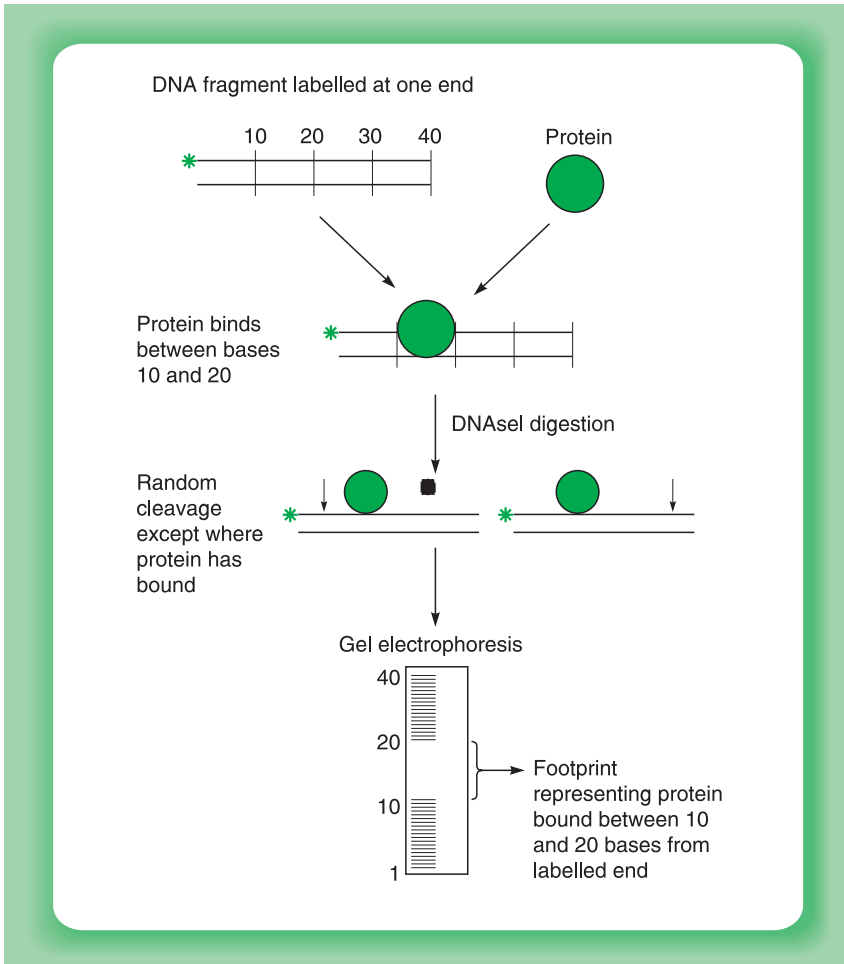 DNA fragment labelled at one end
10 20 30 40
Protein
Protein binds
between bases
10 and 20
DNAsel digestion
Random
cleavage
except where
protein has
bound
Gel electrophoresis
40
20
10
1
Footprint
representing protein
bound between 10
and 20 bases from
labelled end